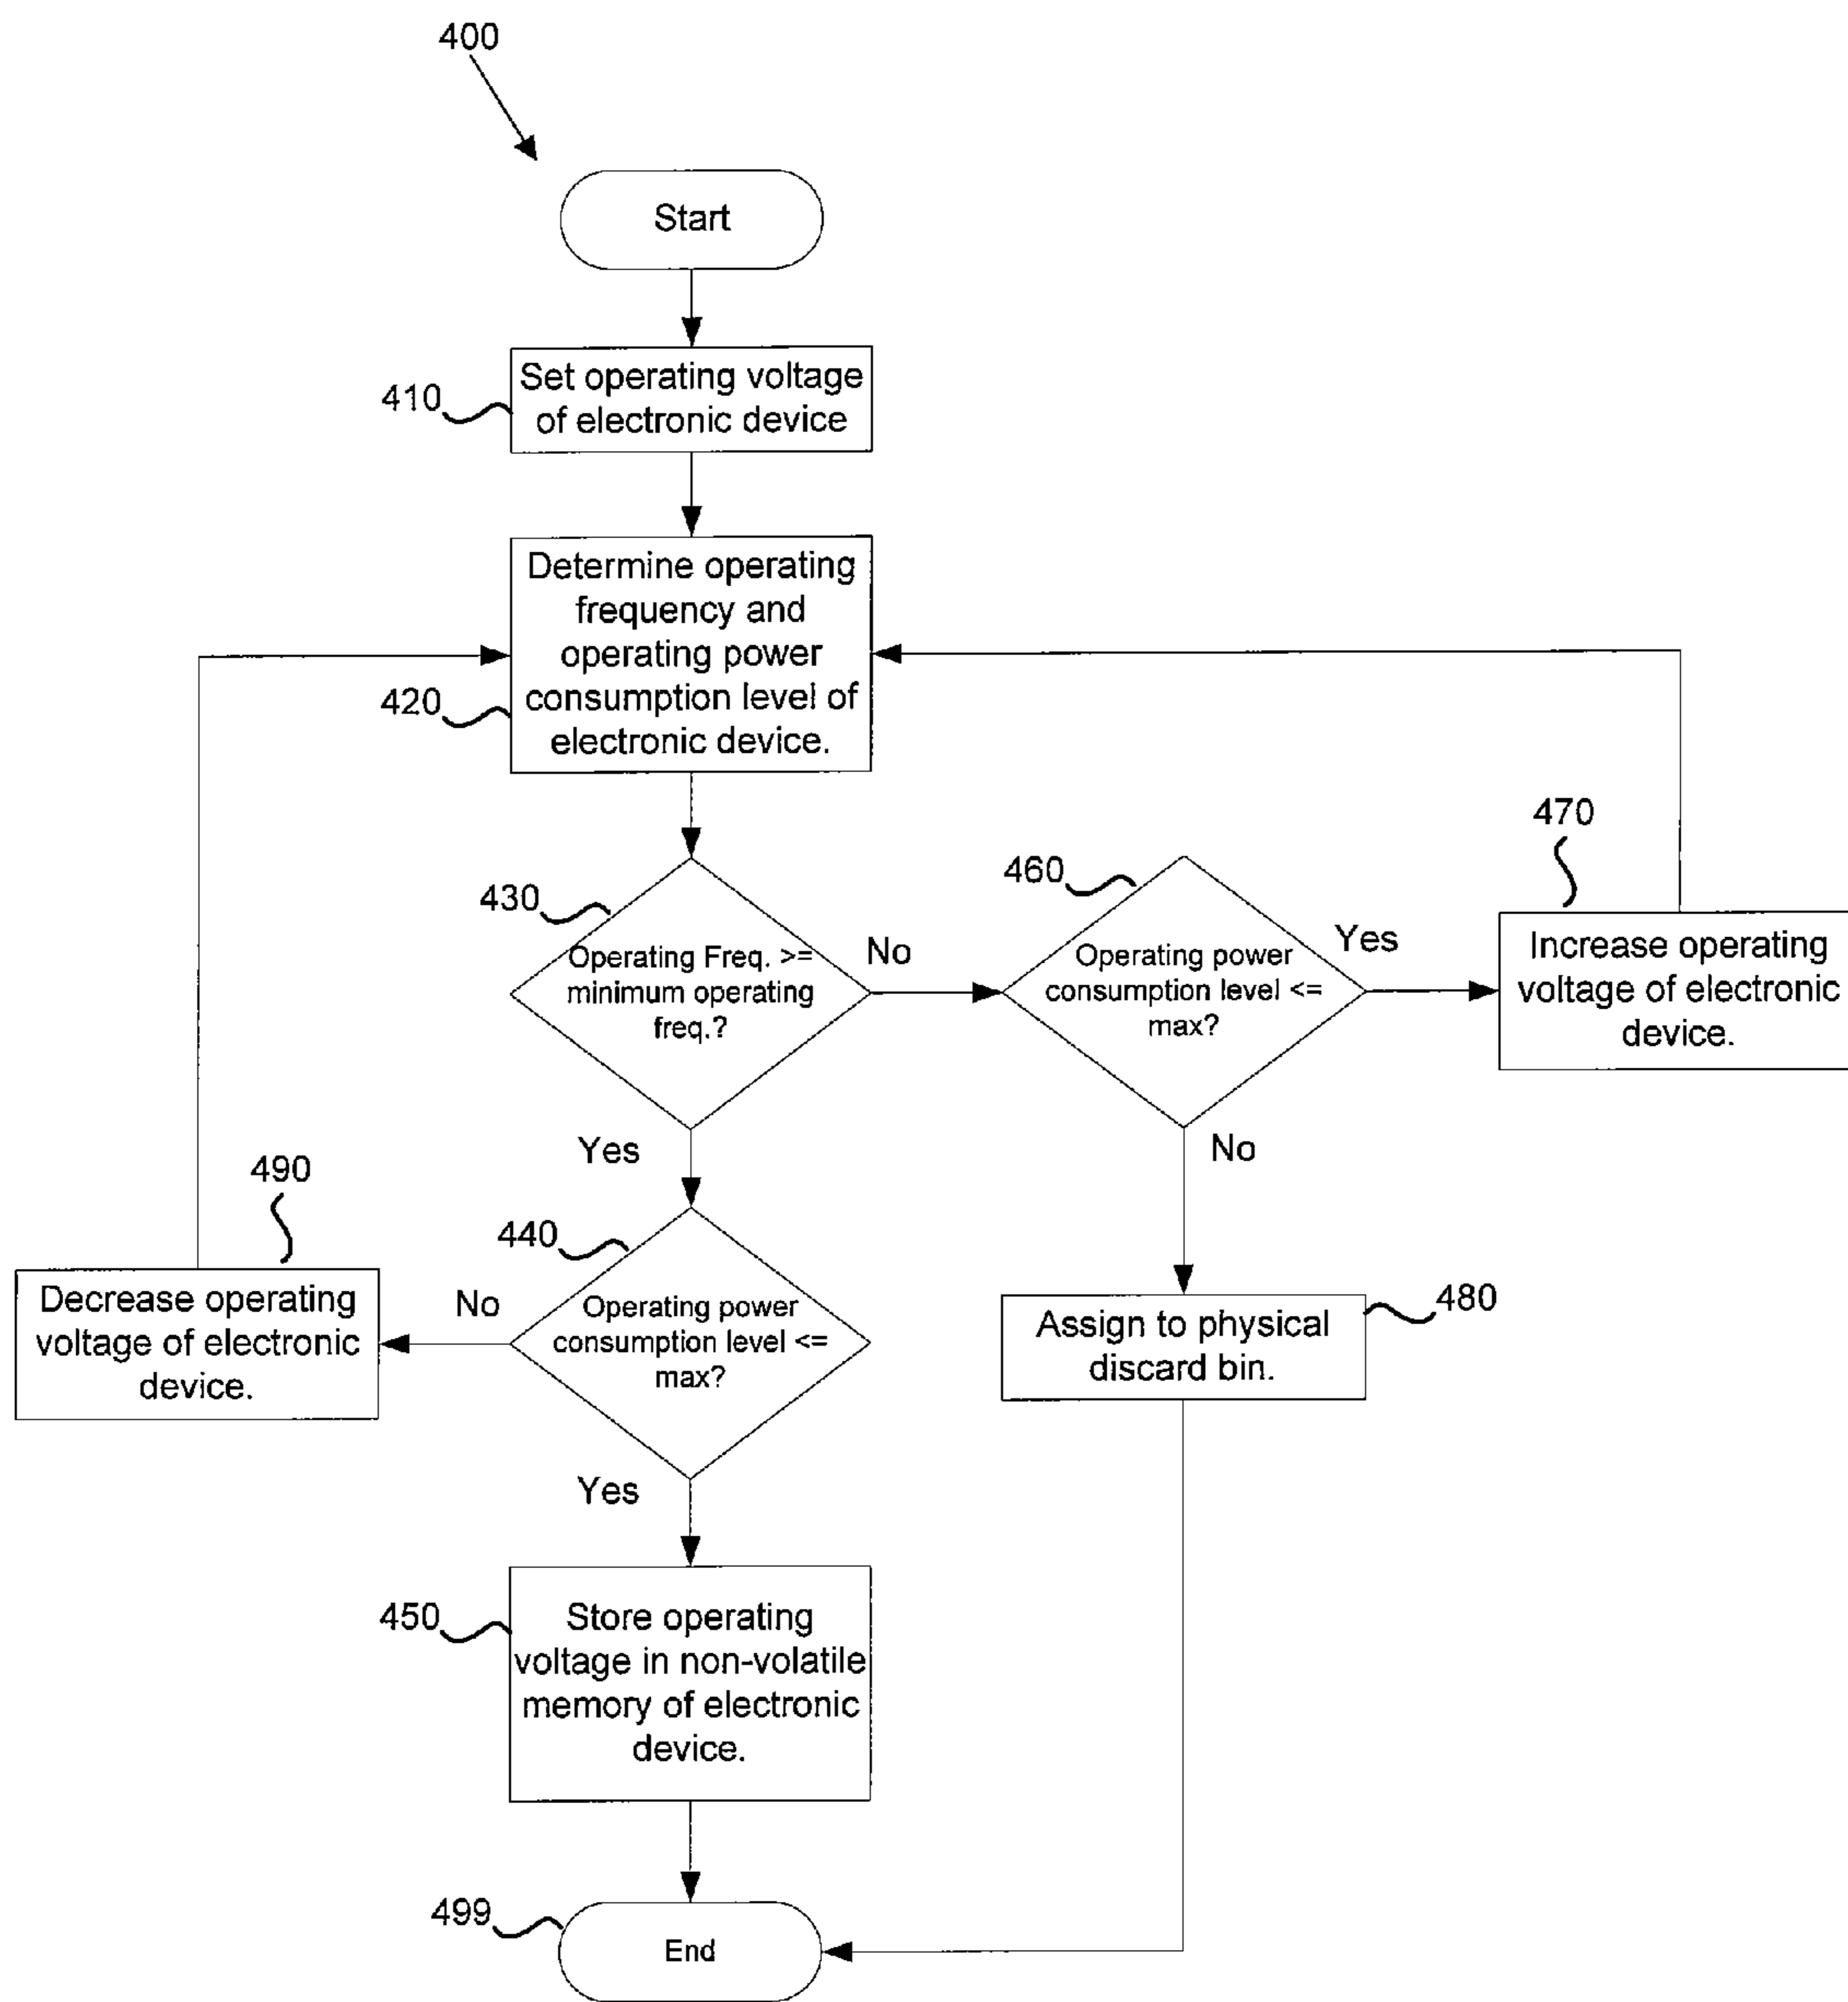 400
Start
410
Set operating voltage
of electronic device
420
Determine operating
frequency and
operating power
consumption level of
electronic device.
430
Operating Freq. >=
minimum operating
freq.?
No
Yes
460
Operating power
consumption level <=
max?
Yes
No
470
Increase operating
voltage of electronic
device.
490
Decrease operating
voltage of electronic
device.
440
Operating power
consumption level <=
max?
No
Yes
480
Assign to physical
discard bin.
450
Store operating
voltage in non-volatile
memory of electronic
device.
499
End